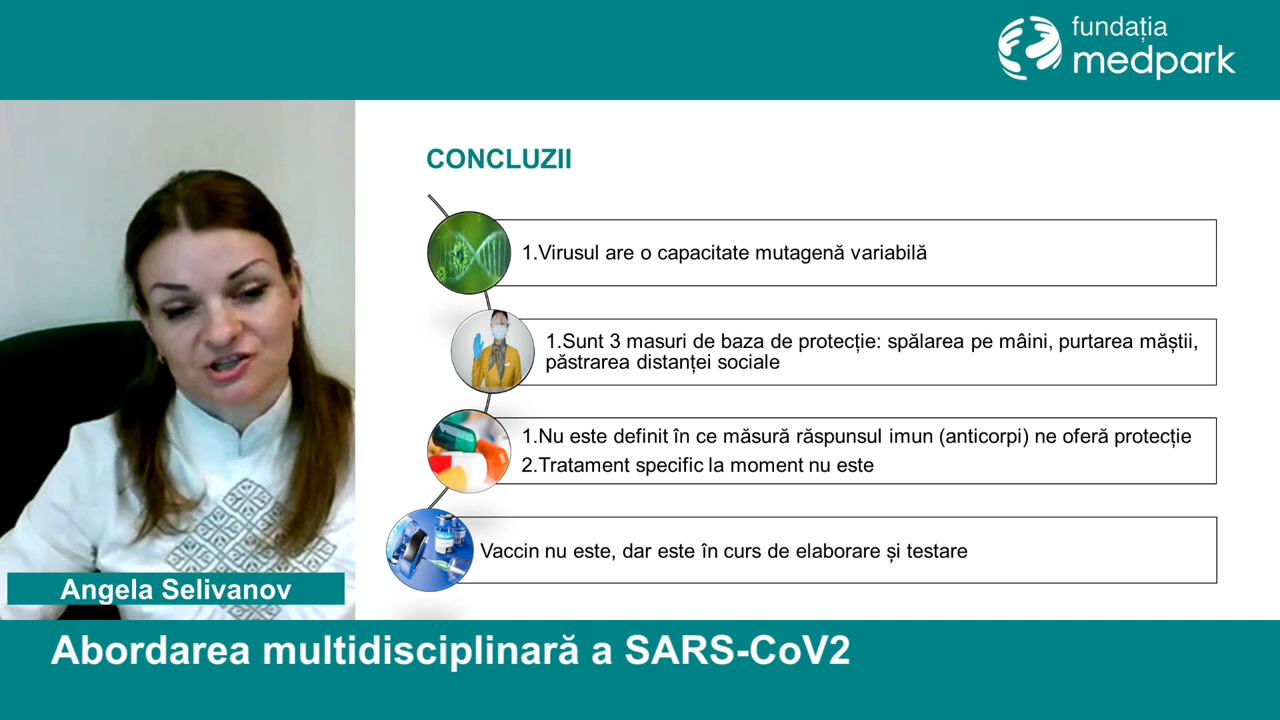 fundația
medpark
CONCLUZII
1.Virusul are o capacitate mutagenă variabilă
1.Sunt 3 masuri de baza de protecție: spălarea pe mâini, purtarea măștii,
păstrarea distanței sociale
1.Nu este definit în ce măsură răspunsul imun (anticorpi) ne oferă protecție
2.Tratament specific la moment nu este
Vaccin nu este, dar este în curs de elaborare și testare
Angela Selivanov
Abordarea multidisciplinară a SARS-CoV2